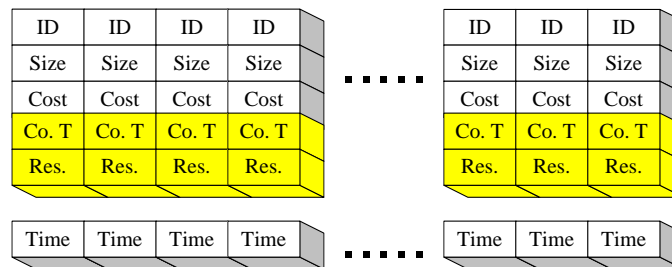 ID ID ID ID ID ID ID
Size Size Size Size Size Size Size
Cost Cost Cost Cost Cost Cost Cost
Co. T Co. T Co. T Co. T Co. T Co. T Co. T
Res. Res. Res. Res. Res. Res. Res.
Time Time Time Time Time Time Time